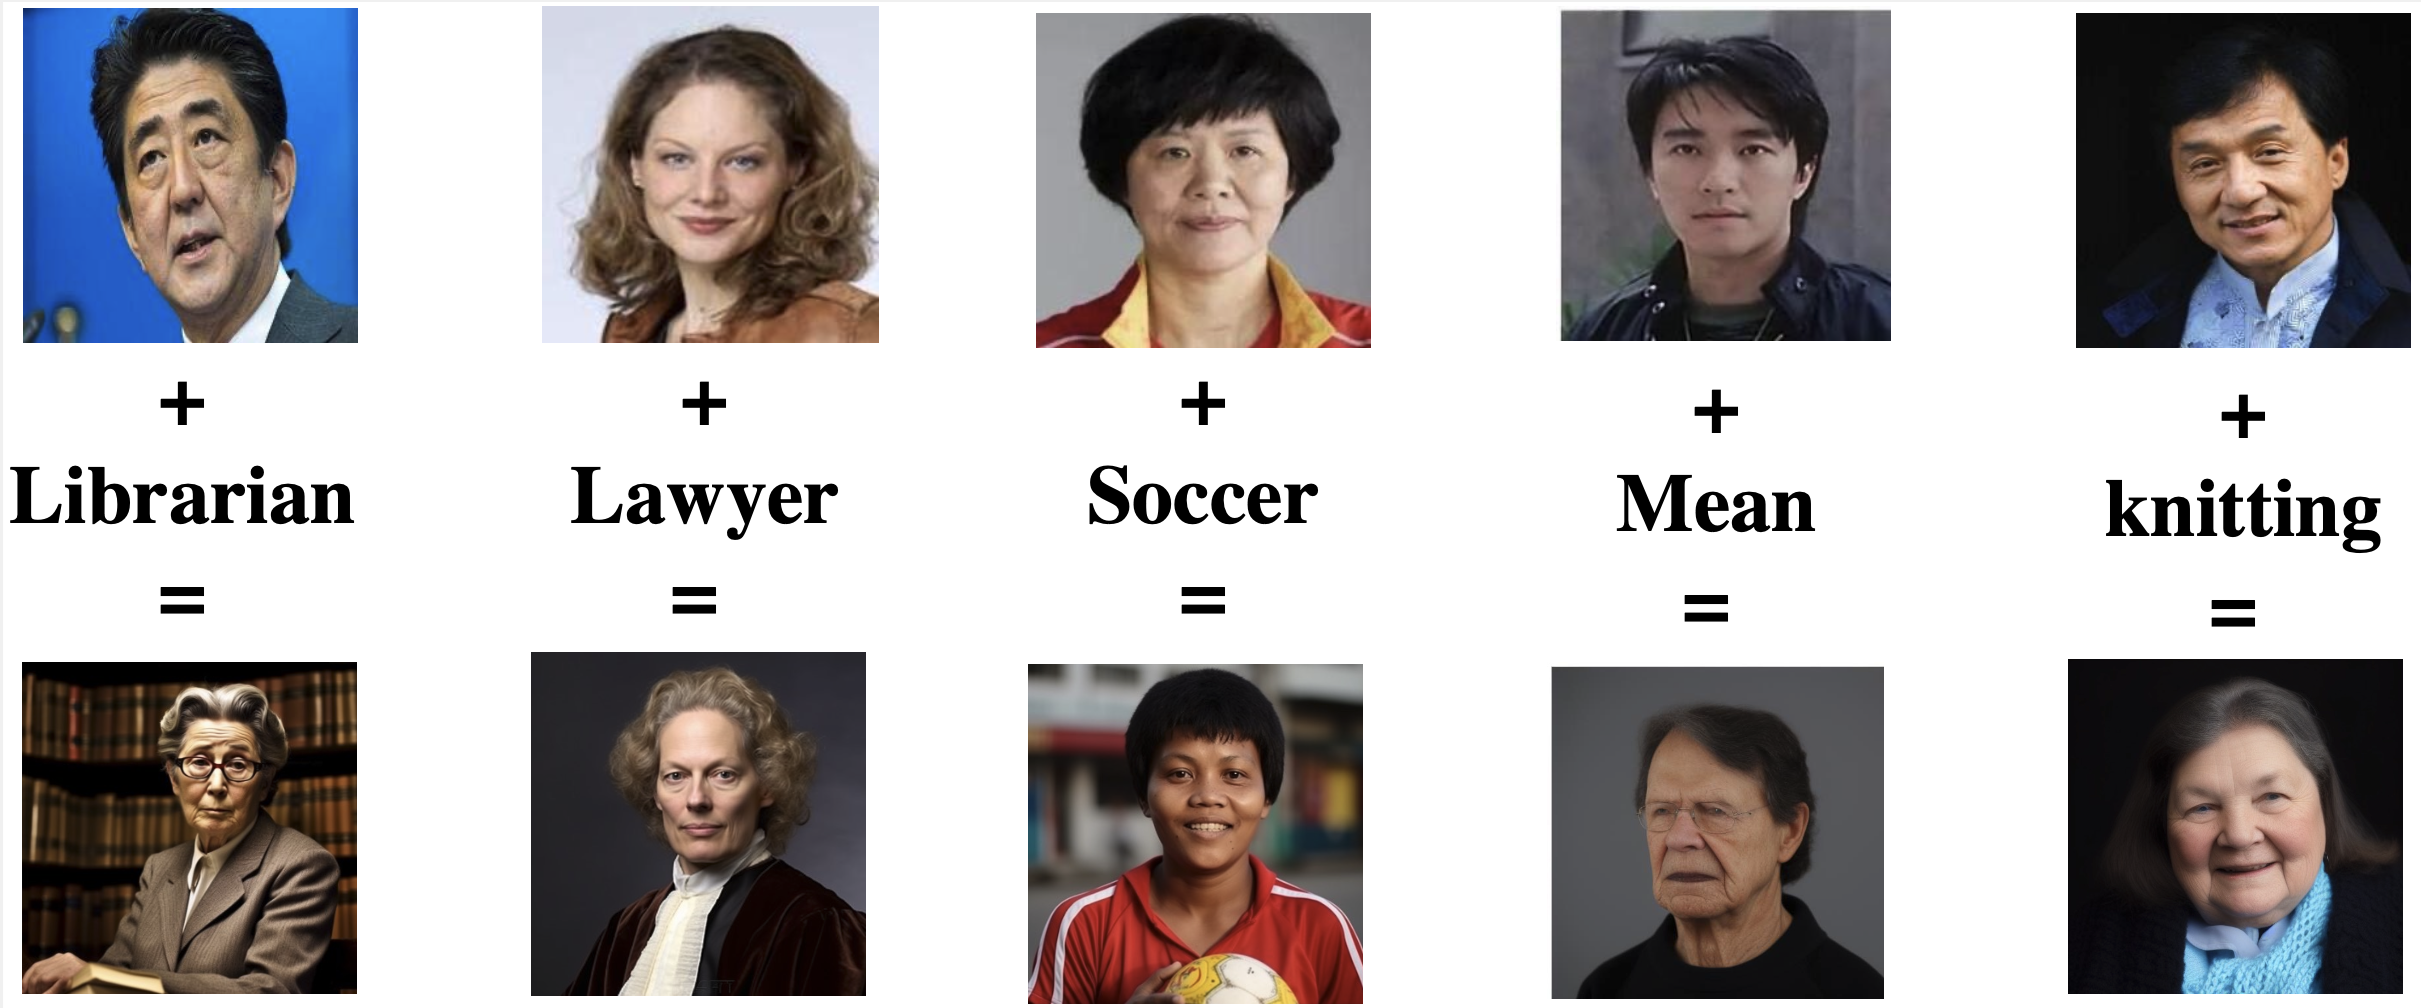 + + + + +
Librarian Lawyer Soccer Mean knitting
= = = = =